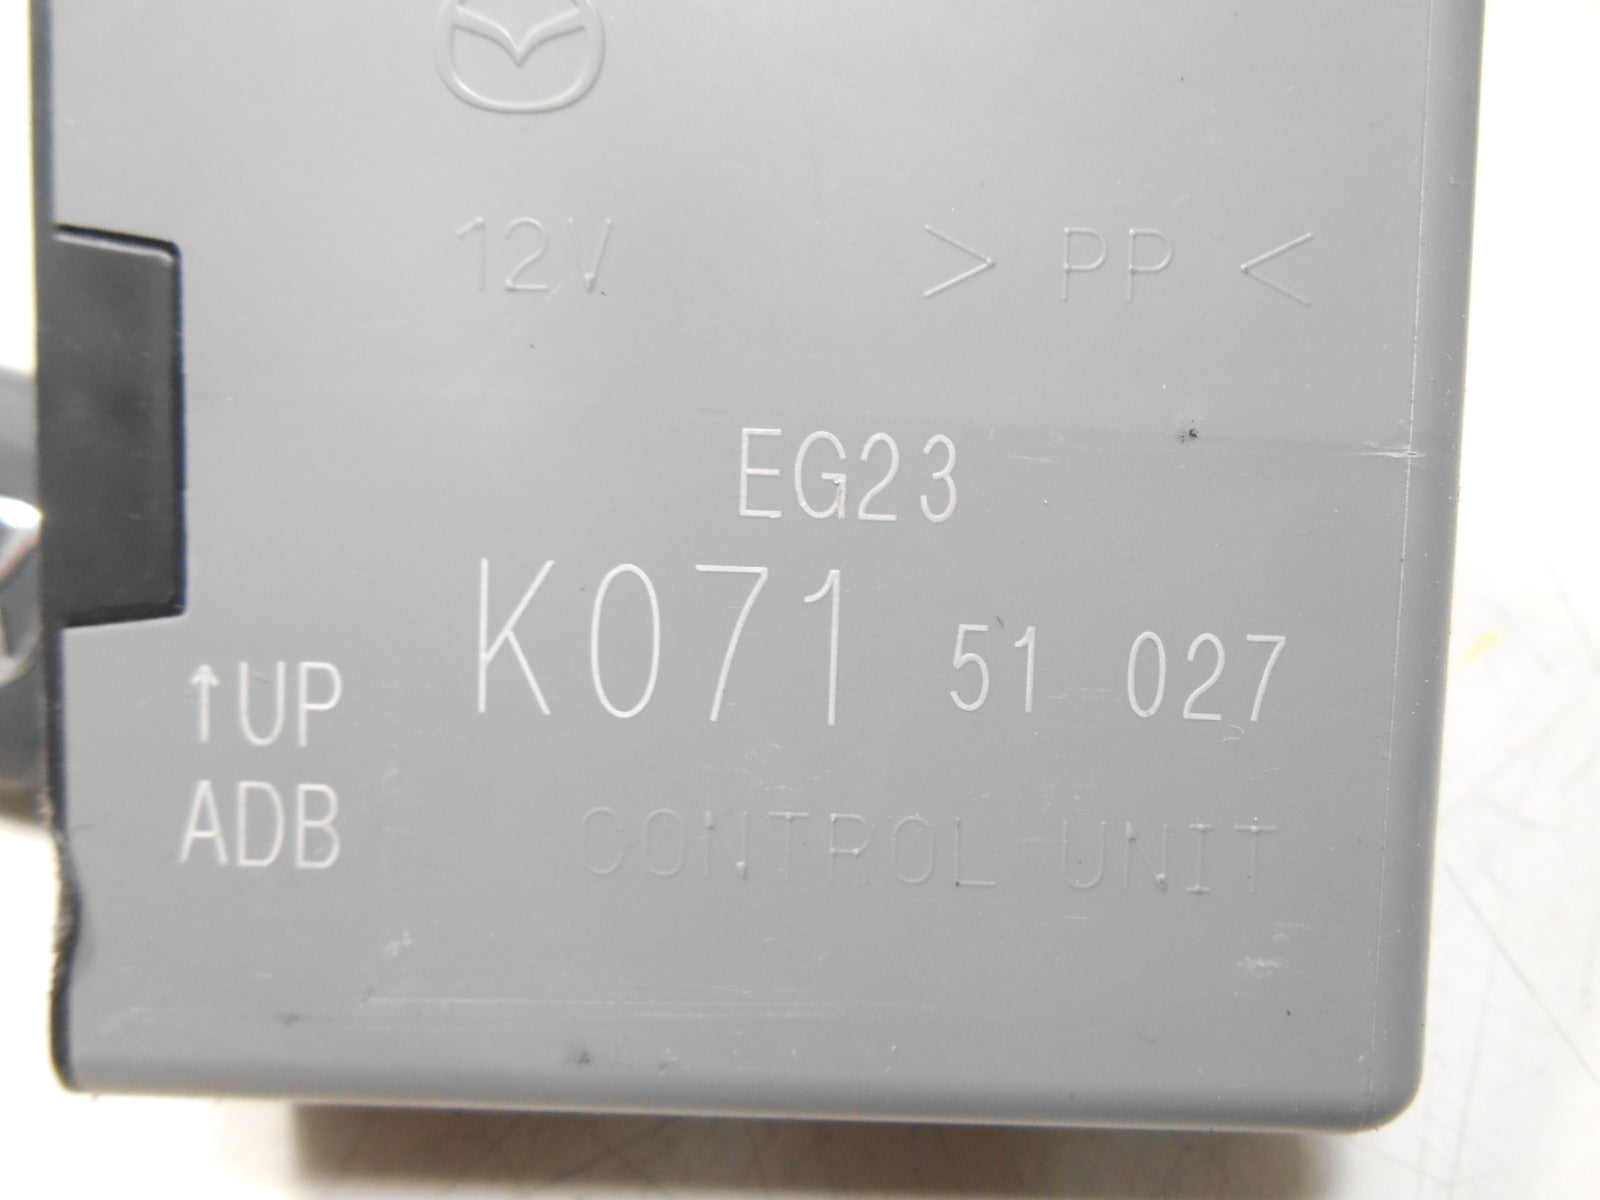 12V > PP <
EG23
K071 51 027
↑UP
ADB
CONTROL UNIT